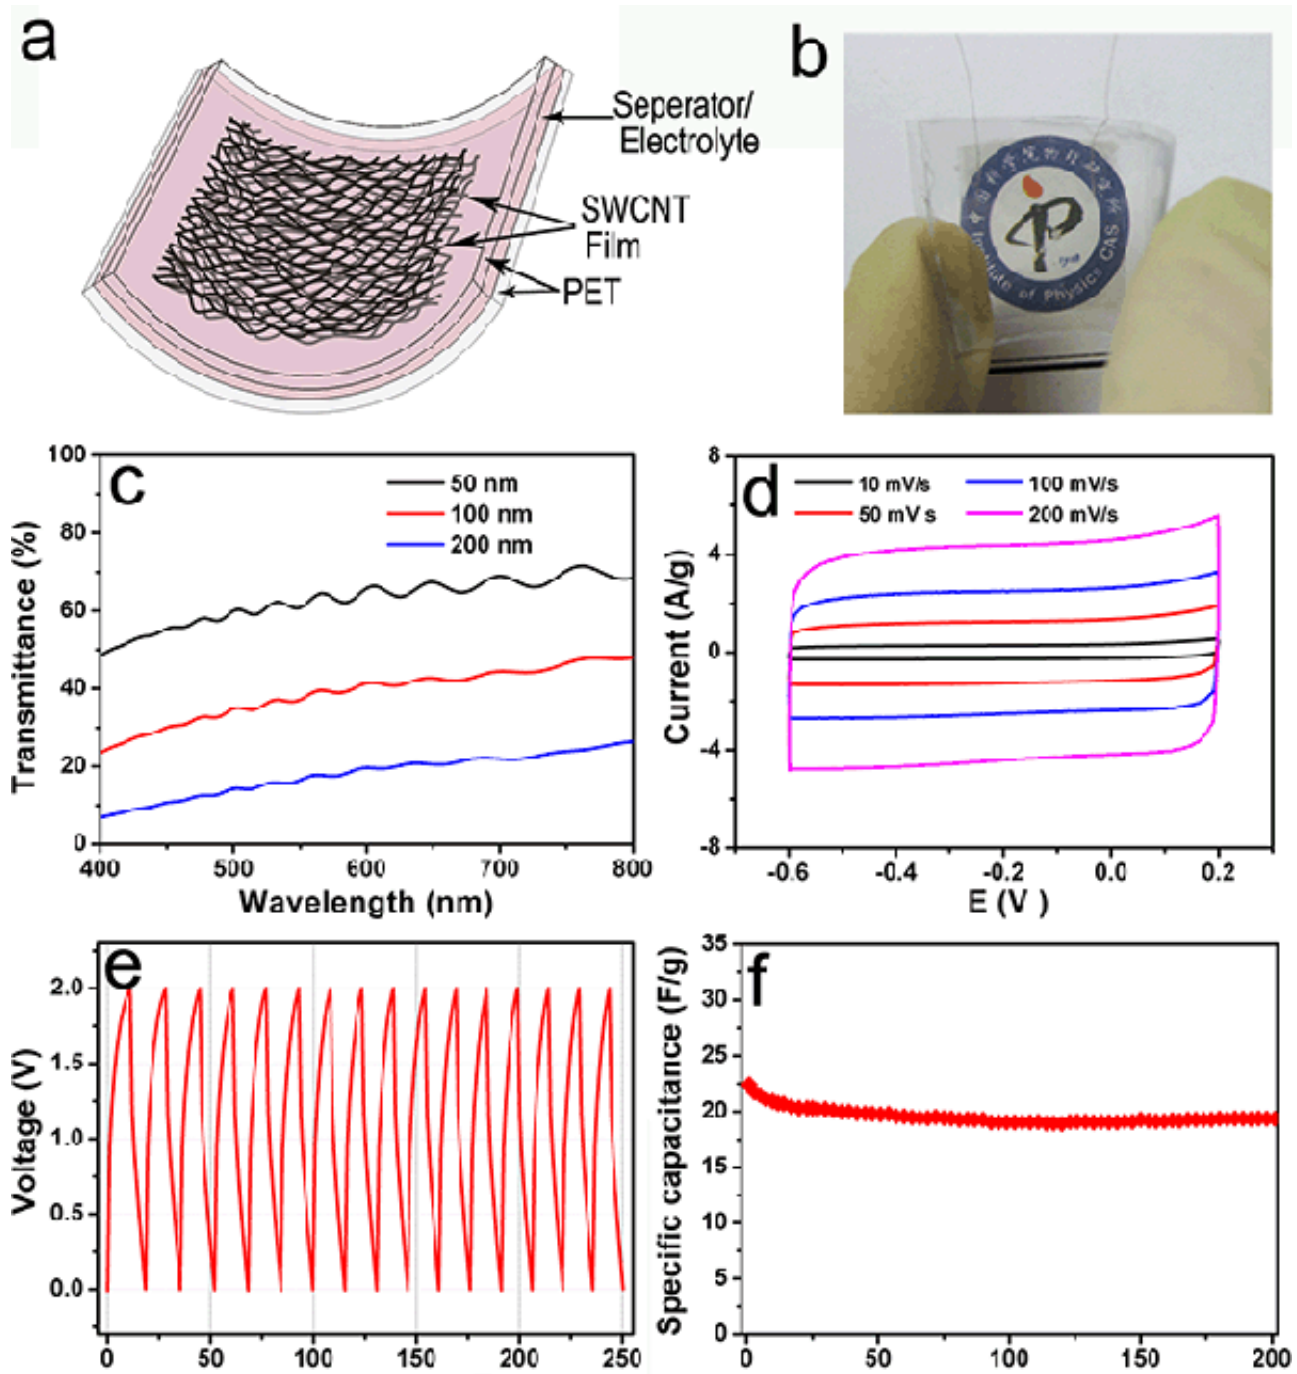 a
Seperator/
Electrolyte
SWCNT
Film
PET
b
Institute of Physics CAS
c
100
80
60
40
20
0
Transmittance (%)
50 nm
100 nm
200 nm
400 500 600 700 800
Wavelength (nm)
d
8
4
0
-4
-8
Current (A/g)
10 mV/s 100 mV/s
50 mV s 200 mV/s
-0.6 -0.4 -0.2 0.0 0.2
E (V )
e
2.0
1.5
1.0
0.5
0.0
Voltage (V)
0 50 100 150 200 250
f
35
30
25
20
15
10
5
0
Specific capacitance (F/g)
0 50 100 150 200